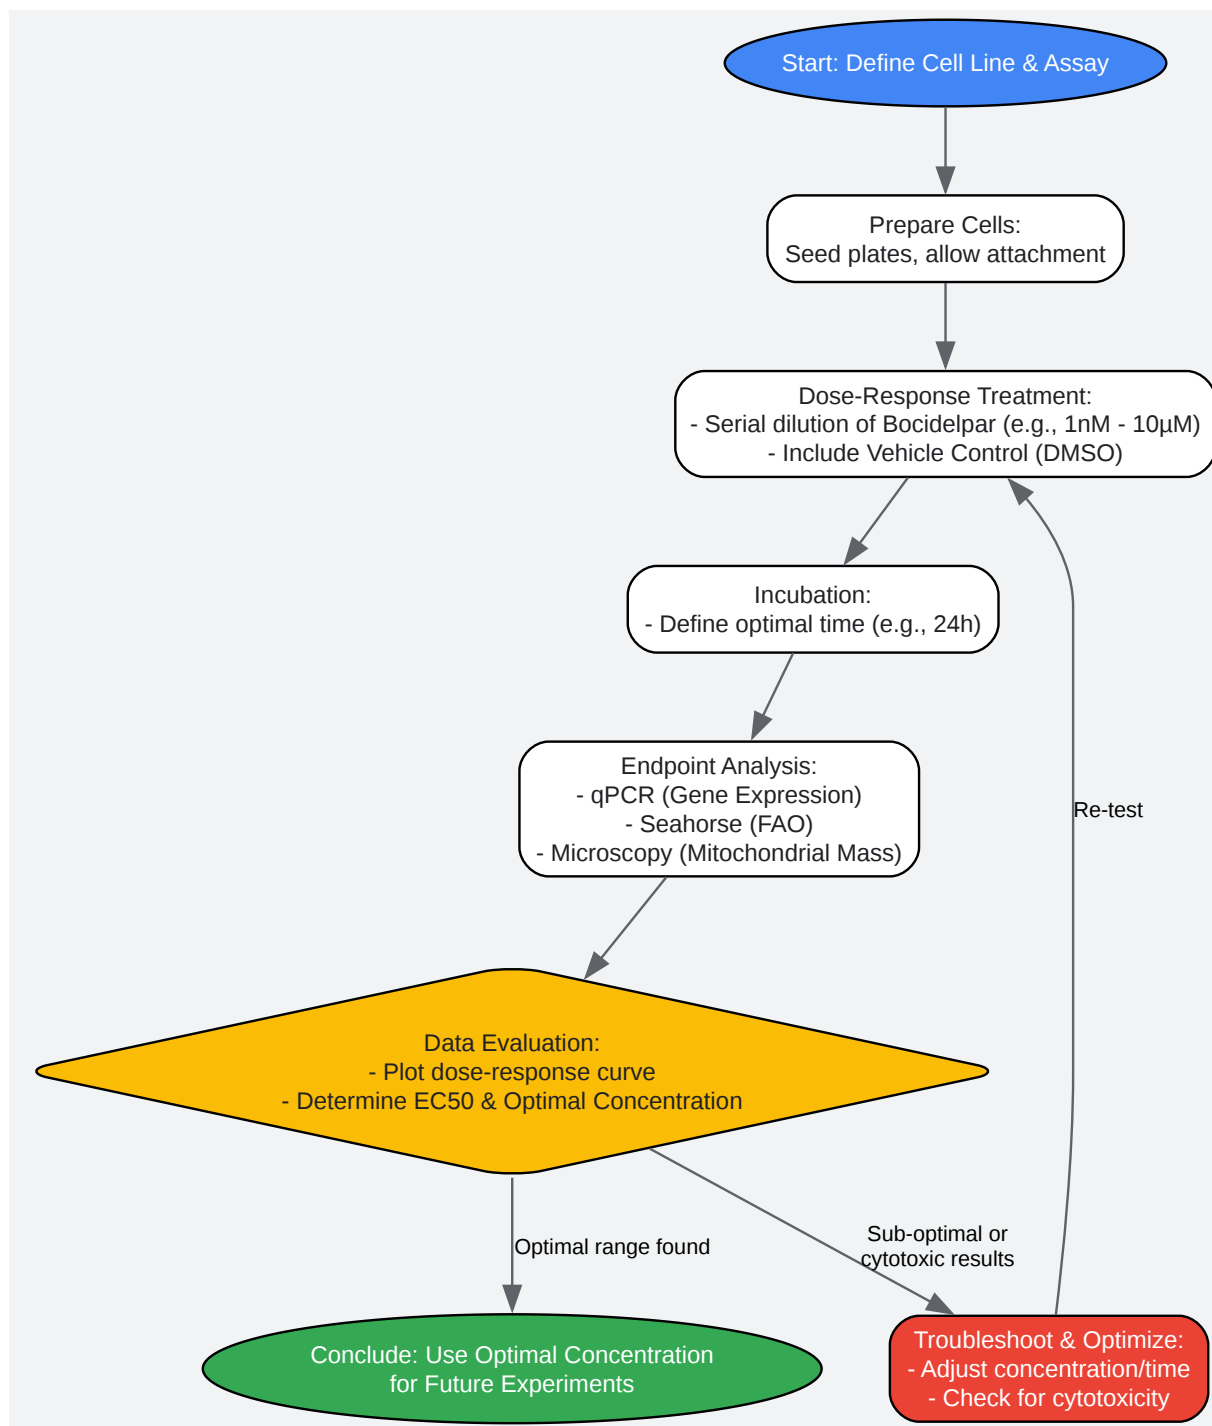 Start: Define Cell Line & Assay
Prepare Cells:
Seed plates, allow attachment
Dose-Response Treatment:
- Serial dilution of Bocidelpar (e.g., 1nM - 10µM)
- Include Vehicle Control (DMSO)
Incubation:
- Define optimal time (e.g., 24h)
Endpoint Analysis:
- qPCR (Gene Expression)
- Seahorse (FAO)
- Microscopy (Mitochondrial Mass)
Re-test
Data Evaluation:
- Plot dose-response curve
- Determine EC50 & Optimal Concentration
Optimal range found
Sub-optimal or
cytotoxic results
Conclude: Use Optimal Concentration
for Future Experiments
Troubleshoot & Optimize:
- Adjust concentration/time
- Check for cytotoxicity